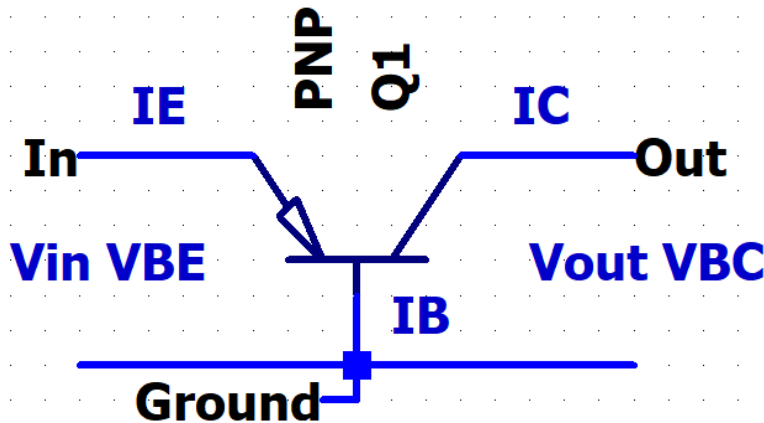 PNP
Q1
IE
IC
In
Out
Vin VBE
Vout VBC
IB
Ground